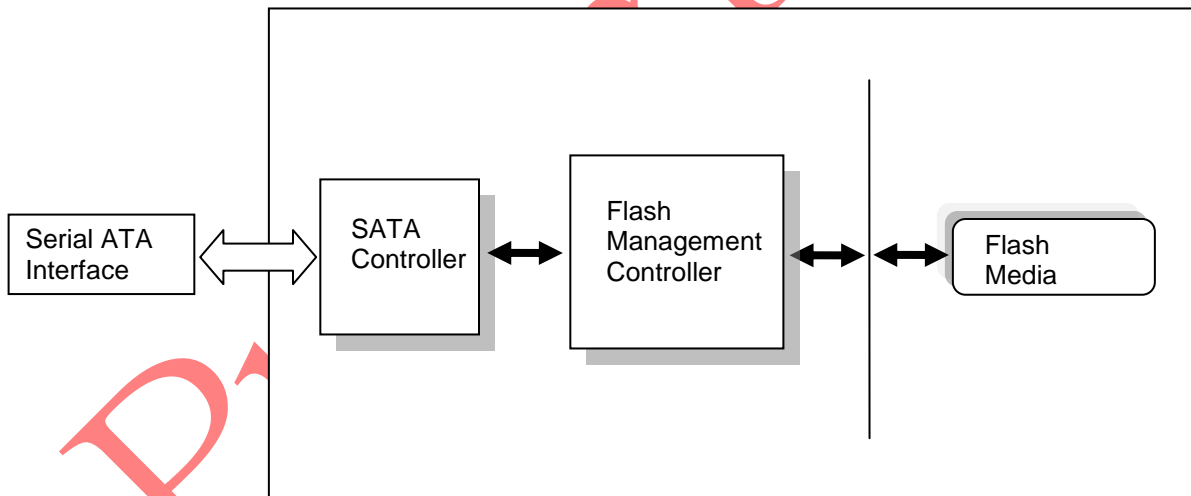 Serial ATA
Interface
SATA
Controller
Flash
Management
Controller
Flash
Media